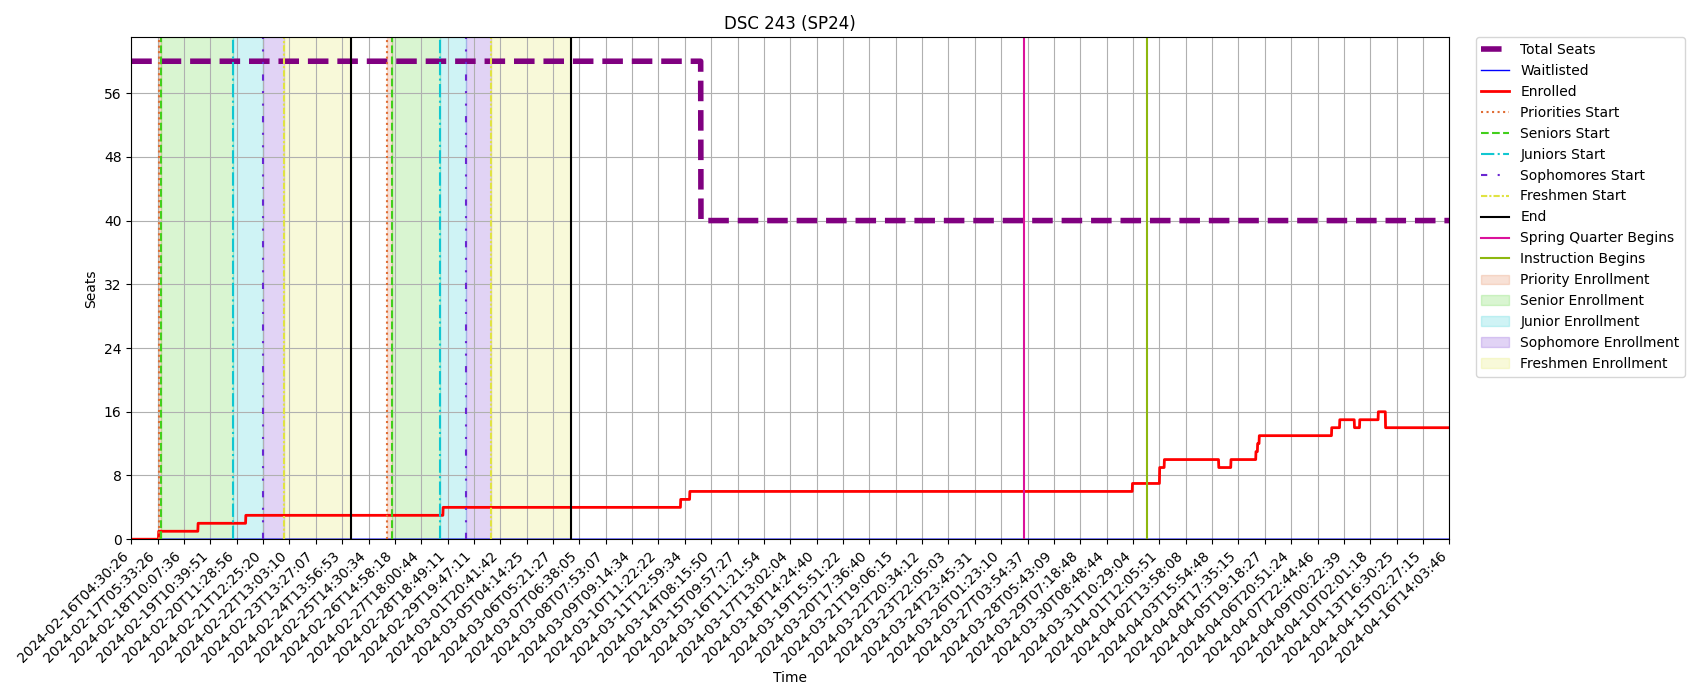 DSC 243 (SP24)
Total Seats
Waitlisted
Enrolled
Priorities Start
Seniors Start
Juniors Start
Sophomores Start
Freshmen Start
End
Spring Quarter Begins
Instruction Begins
Priority Enrollment
Senior Enrollment
Junior Enrollment
Sophomore Enrollment
Freshmen Enrollment
Seats
56
48
40
32
24
16
8
0
2024-02-16T04:30:26
2024-02-17T05:33:26
2024-02-18T10:07:36
2024-02-19T10:39:51
2024-02-20T11:28:56
2024-02-21T12:25:20
2024-02-22T13:03:10
2024-02-23T13:27:07
2024-02-24T13:56:53
2024-02-25T14:30:34
2024-02-26T14:58:18
2024-02-27T18:00:44
2024-02-28T18:49:11
2024-02-29T19:47:11
2024-03-01T20:41:42
2024-03-05T04:14:25
2024-03-06T05:21:27
2024-03-07T06:38:05
2024-03-08T07:53:07
2024-03-09T09:14:34
2024-03-10T11:22:22
2024-03-11T12:59:34
2024-03-14T08:15:50
2024-03-15T09:57:27
2024-03-16T11:21:54
2024-03-17T13:02:04
2024-03-18T14:24:40
2024-03-19T15:51:22
2024-03-20T17:36:40
2024-03-21T19:06:15
2024-03-22T20:34:12
2024-03-23T22:05:03
2024-03-24T23:45:31
2024-03-26T01:23:10
2024-03-27T03:54:37
2024-03-28T05:43:09
2024-03-29T07:18:48
2024-03-30T08:48:44
2024-03-31T10:29:04
2024-04-01T12:05:51
2024-04-02T13:58:08
2024-04-03T15:54:48
2024-04-04T17:35:15
2024-04-05T19:18:27
2024-04-06T20:51:24
2024-04-07T22:44:46
2024-04-09T00:22:39
2024-04-10T02:01:18
2024-04-13T16:30:25
2024-04-15T02:27:15
2024-04-16T14:03:46
Time